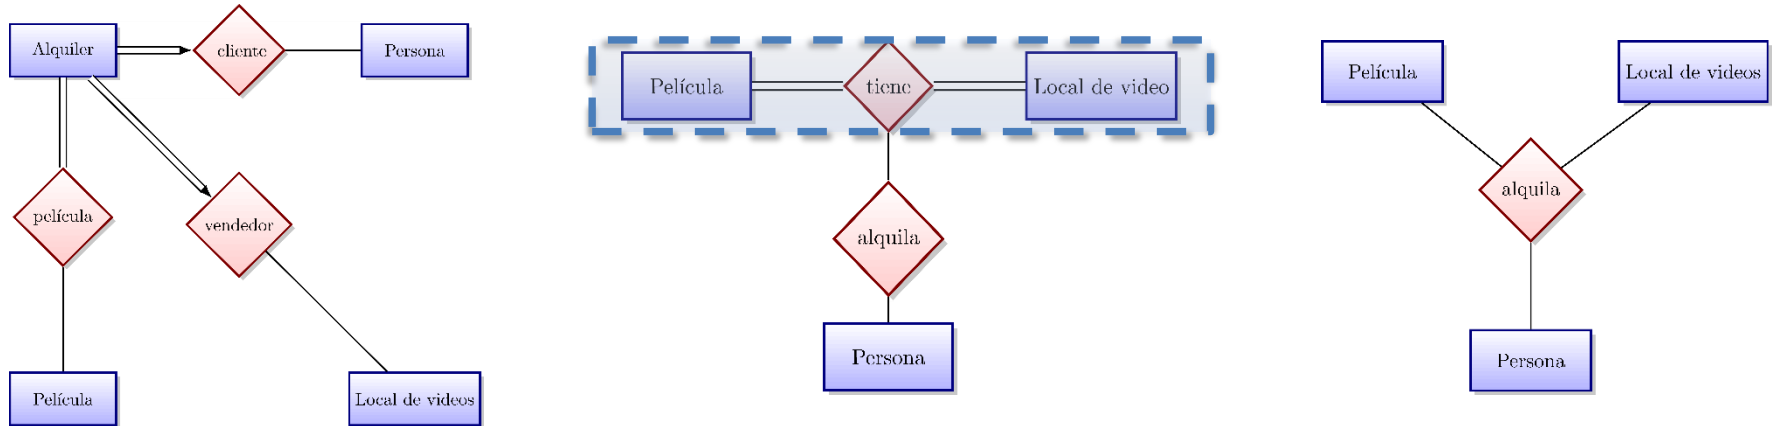 Alquiler
cliente
Persona
película
vendedor
Película
Local de videos
Película
tiene
Local de video
alquila
Persona
Película
Local de videos
alquila
Persona